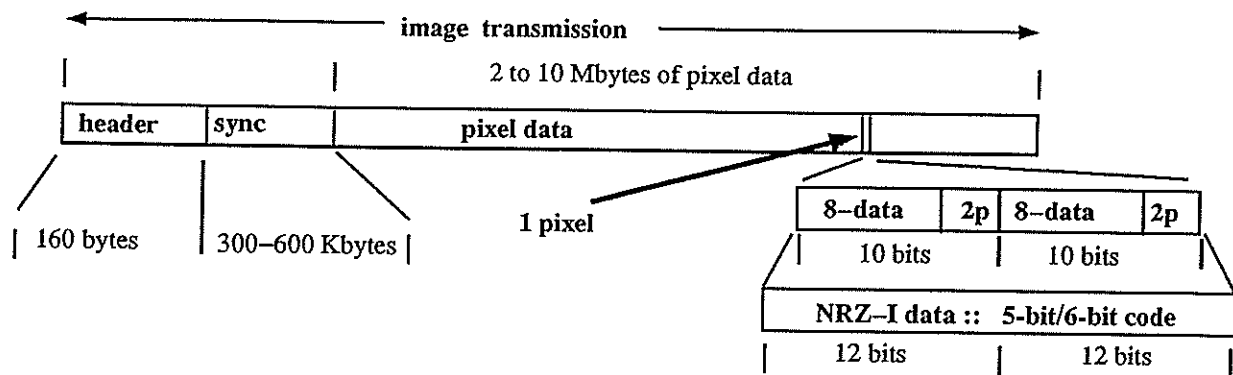 image transmission
2 to 10 Mbytes of pixel data
header sync pixel data
1 pixel
160 bytes 300–600 Kbytes
8–data 2p 8–data 2p
10 bits 10 bits
NRZ–I data :: 5-bit/6-bit code
12 bits 12 bits